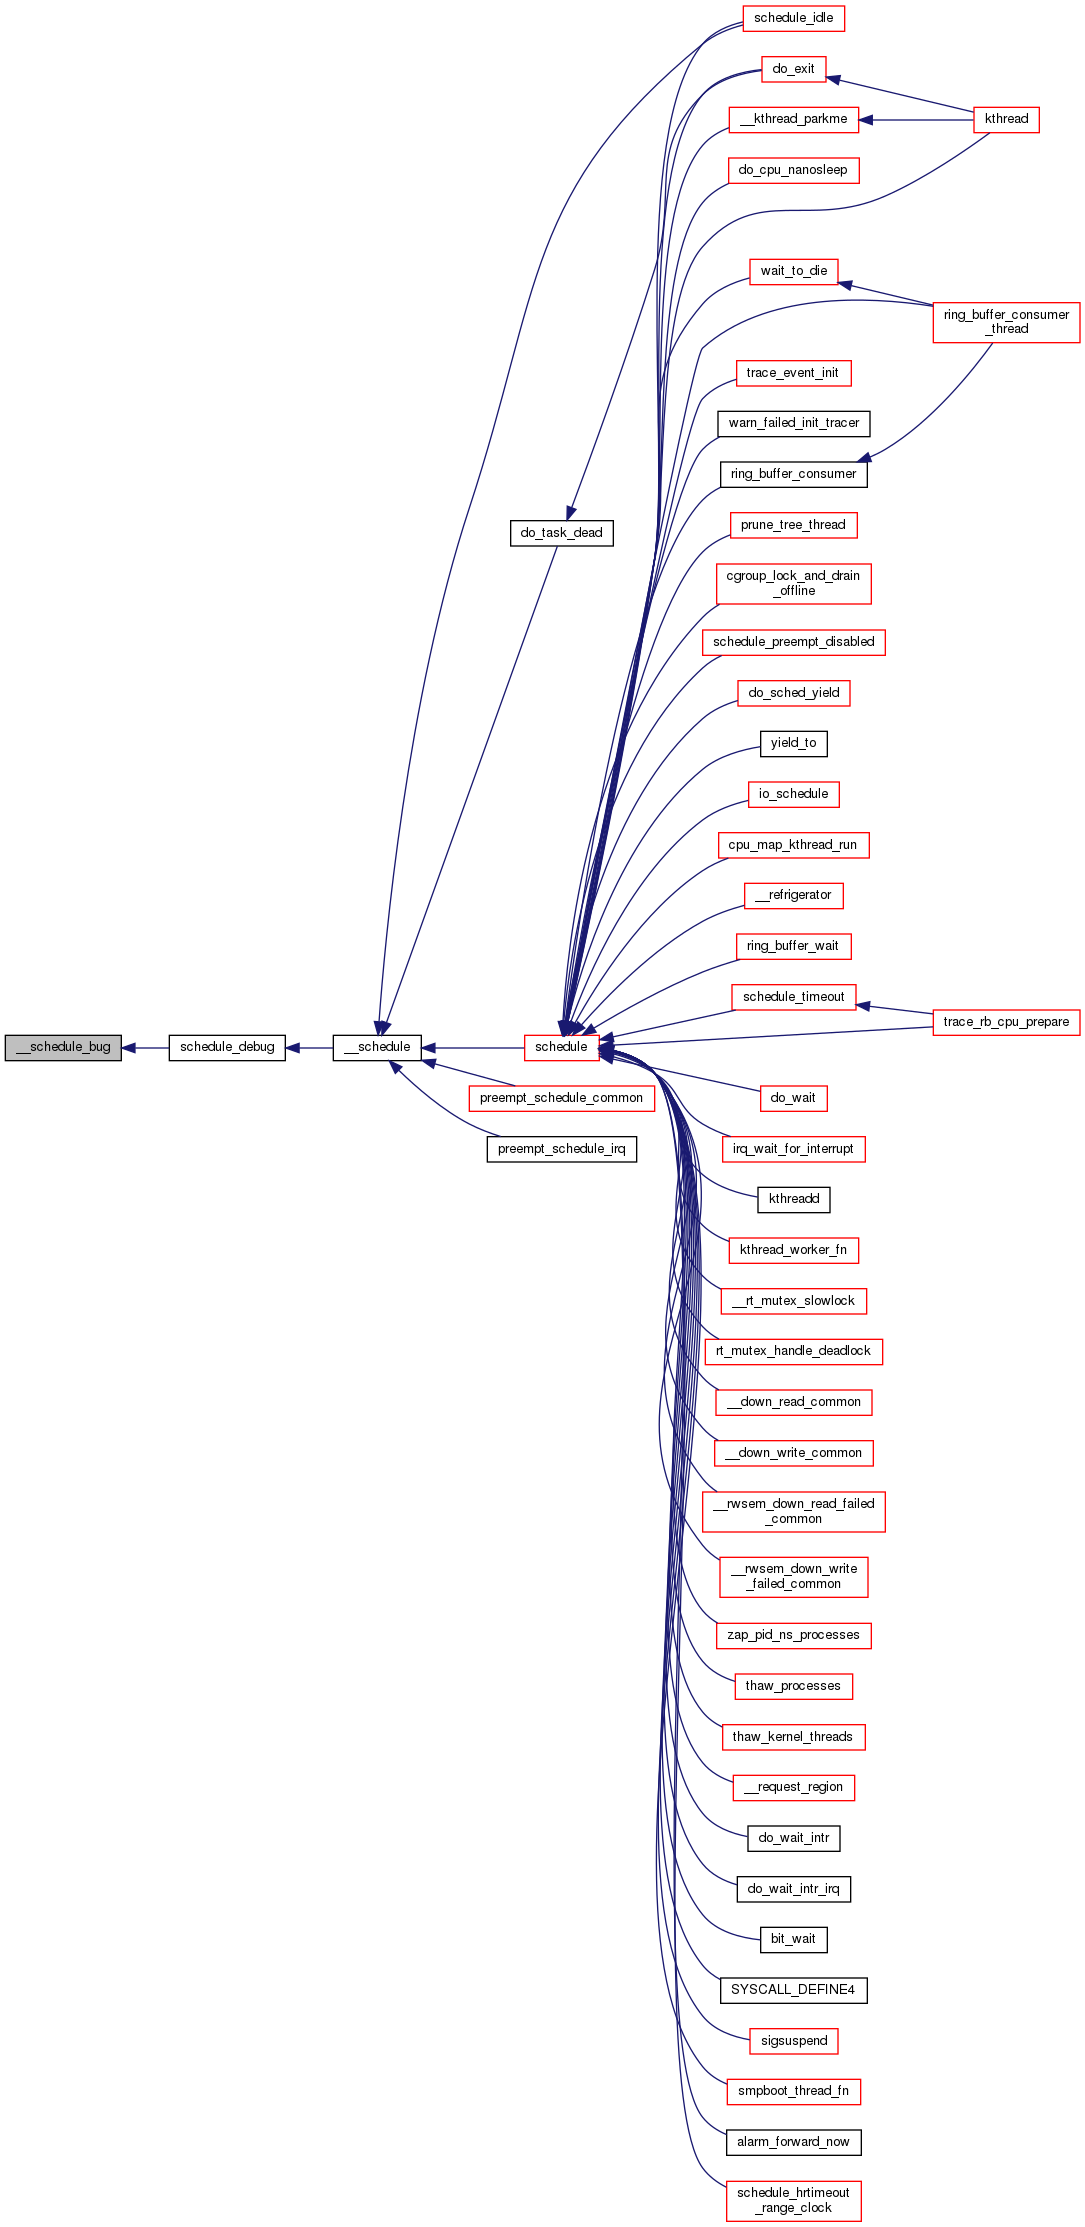 schedule_idle
do_exit
__kthread_parkme
kthread
do_cpu_nanosleep
wait_to_die
ring_buffer_consumer
_thread
trace_event_init
warn_failed_init_tracer
ring_buffer_consumer
prune_tree_thread
do_task_dead
cgroup_lock_and_drain
_offline
schedule_preempt_disabled
do_sched_yield
yield_to
io_schedule
cpu_map_kthread_run
__refrigerator
ring_buffer_wait
schedule_timeout
trace_rb_cpu_prepare
__schedule_bug
schedule_debug
__schedule
schedule
preempt_schedule_common
do_wait
preempt_schedule_irq
irq_wait_for_interrupt
kthreadd
kthread_worker_fn
__rt_mutex_slowlock
rt_mutex_handle_deadlock
__down_read_common
__down_write_common
__rwsem_down_read_failed
_common
__rwsem_down_write
_failed_common
zap_pid_ns_processes
thaw_processes
thaw_kernel_threads
__request_region
do_wait_intr
do_wait_intr_irq
bit_wait
SYSCALL_DEFINE4
sigsuspend
smpboot_thread_fn
alarm_forward_now
schedule_hrtimeout
_range_clock